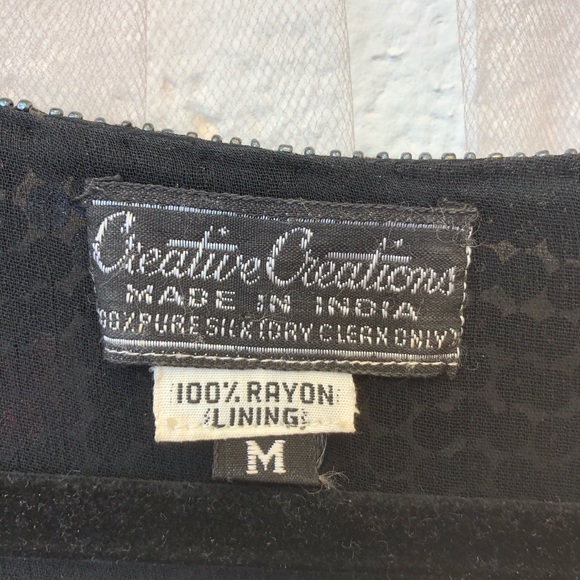 Creative Creations
MADE IN INDIA
100% PURE SILK (DRY CLEAN ONLY)
100% RAYON
(LINING)
M